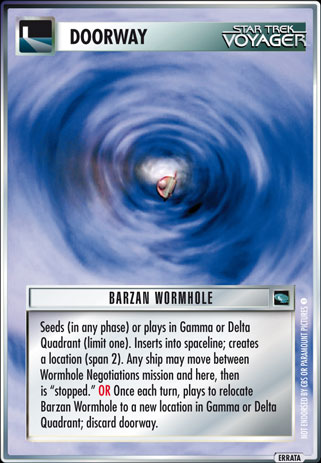 DOORWAY
STAR TREK
VOYAGER
BARZAN WORMHOLE
Seeds (in any phase) or plays in Gamma or Delta
Quadrant (limit one). Inserts into spaceline; creates
a location (span 2). Any ship may move between
Wormhole Negotiations mission and here, then
is “stopped.” OR Once each turn, plays to relocate
Barzan Wormhole to a new location in Gamma or Delta
Quadrant; discard doorway.
NOT ENDORSED BY CBS OR PARAMOUNT PICTURES
ERRATA